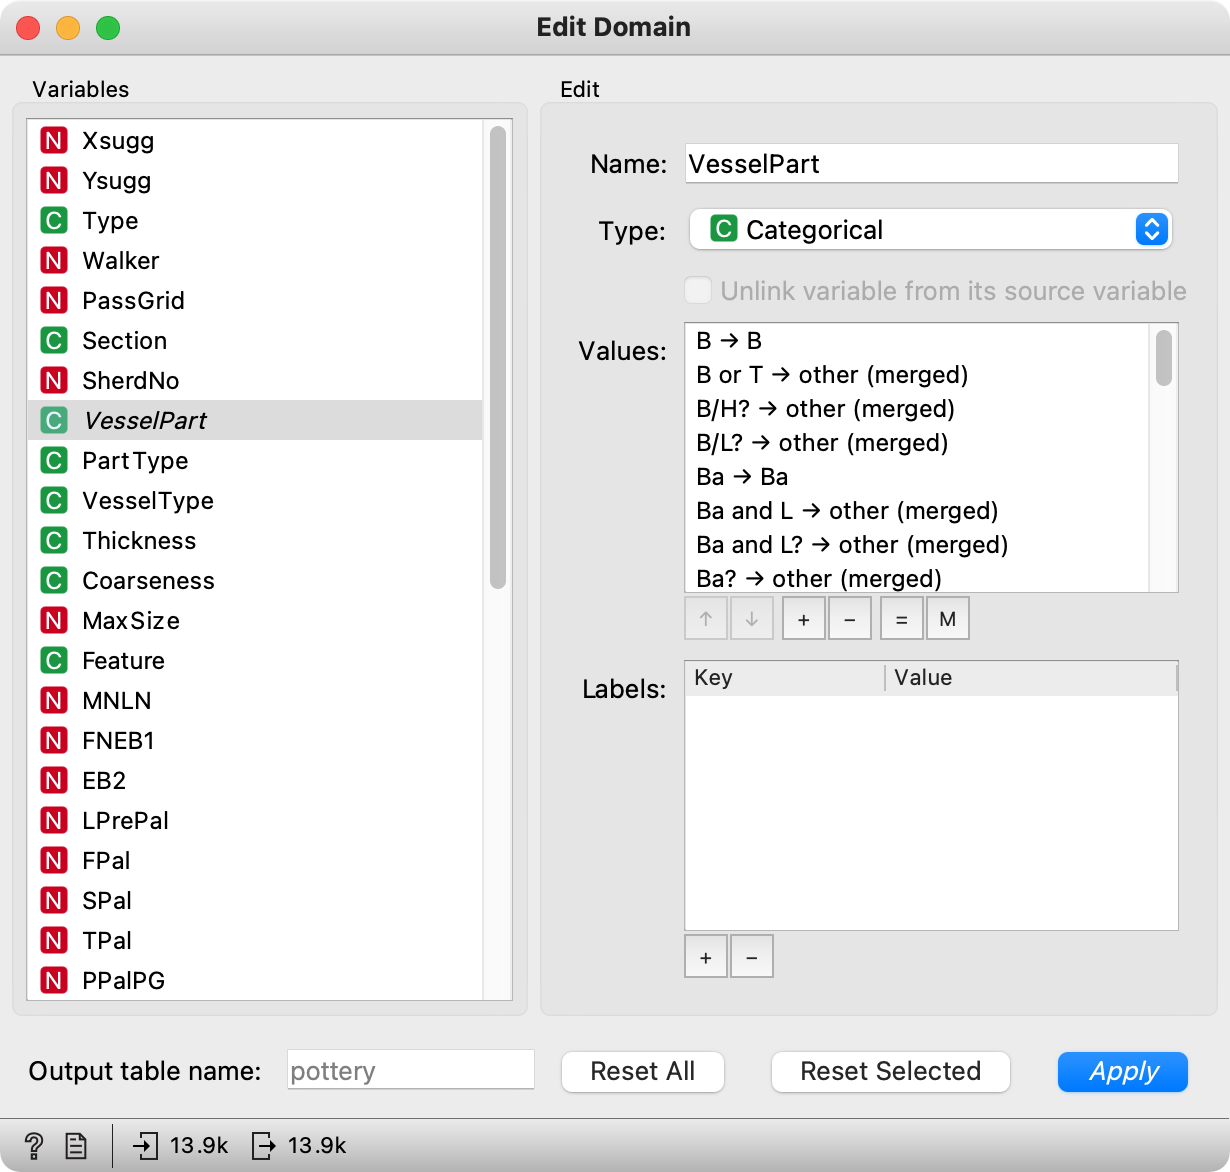 Edit Domain
Variables
N Xsugg
N Ysugg
C Type
N Walker
N PassGrid
C Section
N SherdNo
C VesselPart
C PartType
C VesselType
C Thickness
C Coarseness
N MaxSize
C Feature
N MNLN
N FNEB1
N EB2
N LPrePal
N FPal
N SPal
N TPal
N PPalPG
Edit
Name: VesselPart
Type: C Categorical
Unlink variable from its source variable
Values:
B → B
B or T → other (merged)
B/H? → other (merged)
B/L? → other (merged)
Ba → Ba
Ba and L → other (merged)
Ba and L? → other (merged)
Ba? → other (merged)
↑ ↓ + − = M
Labels:
Key Value
+ −
Output table name: pottery Reset All Reset Selected Apply
? 13.9k 13.9k